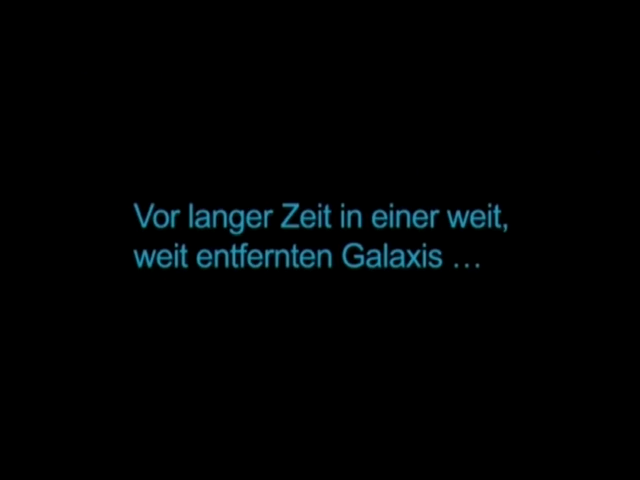 Vor langer Zeit in einer weit,
weit entfernten Galaxis …